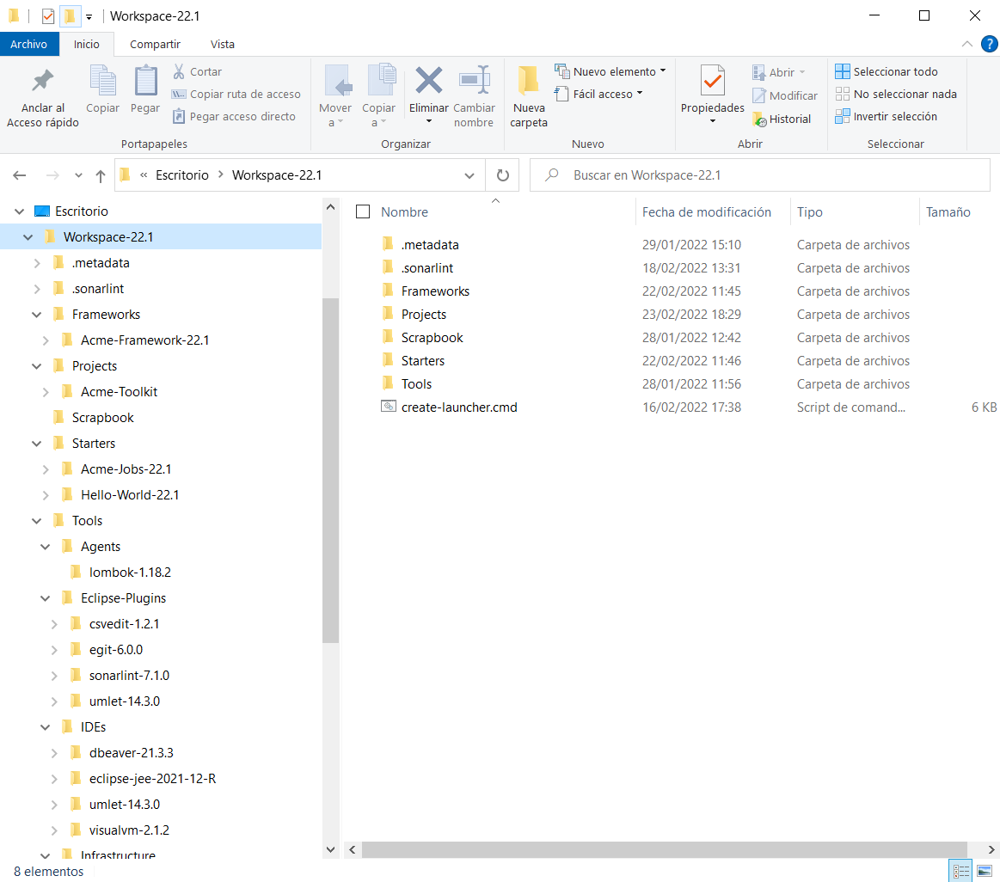 Workspace-22.1
Archivo Inicio Compartir Vista
Anclar al Acceso rápido
Copiar
Pegar
Cortar
Copiar ruta de acceso
Pegar acceso directo
Portapapeles
Mover a
Copiar a
Eliminar
Cambiar nombre
Organizar
Nueva carpeta
Nuevo elemento
Fácil acceso
Nuevo
Propiedades
Abrir
Modificar
Historial
Abrir
Seleccionar todo
No seleccionar nada
Invertir selección
Seleccionar
« Escritorio > Workspace-22.1
Buscar en Workspace-22.1
Escritorio
Workspace-22.1
.metadata
.sonarlint
Frameworks
Acme-Framework-22.1
Projects
Acme-Toolkit
Scrapbook
Starters
Acme-Jobs-22.1
Hello-World-22.1
Tools
Agents
lombok-1.18.2
Eclipse-Plugins
csvedit-1.2.1
egit-6.0.0
sonarlint-7.1.0
umlet-14.3.0
IDEs
dbeaver-21.3.3
eclipse-jee-2021-12-R
umlet-14.3.0
visualvm-2.1.2
Infrastructure
Nombre Fecha de modificación Tipo Tamaño
.metadata 29/01/2022 15:10 Carpeta de archivos
.sonarlint 18/02/2022 13:31 Carpeta de archivos
Frameworks 22/02/2022 11:45 Carpeta de archivos
Projects 23/02/2022 18:29 Carpeta de archivos
Scrapbook 28/01/2022 12:42 Carpeta de archivos
Starters 22/02/2022 11:46 Carpeta de archivos
Tools 28/01/2022 11:56 Carpeta de archivos
create-launcher.cmd 16/02/2022 17:38 Script de comand... 6 KB
8 elementos